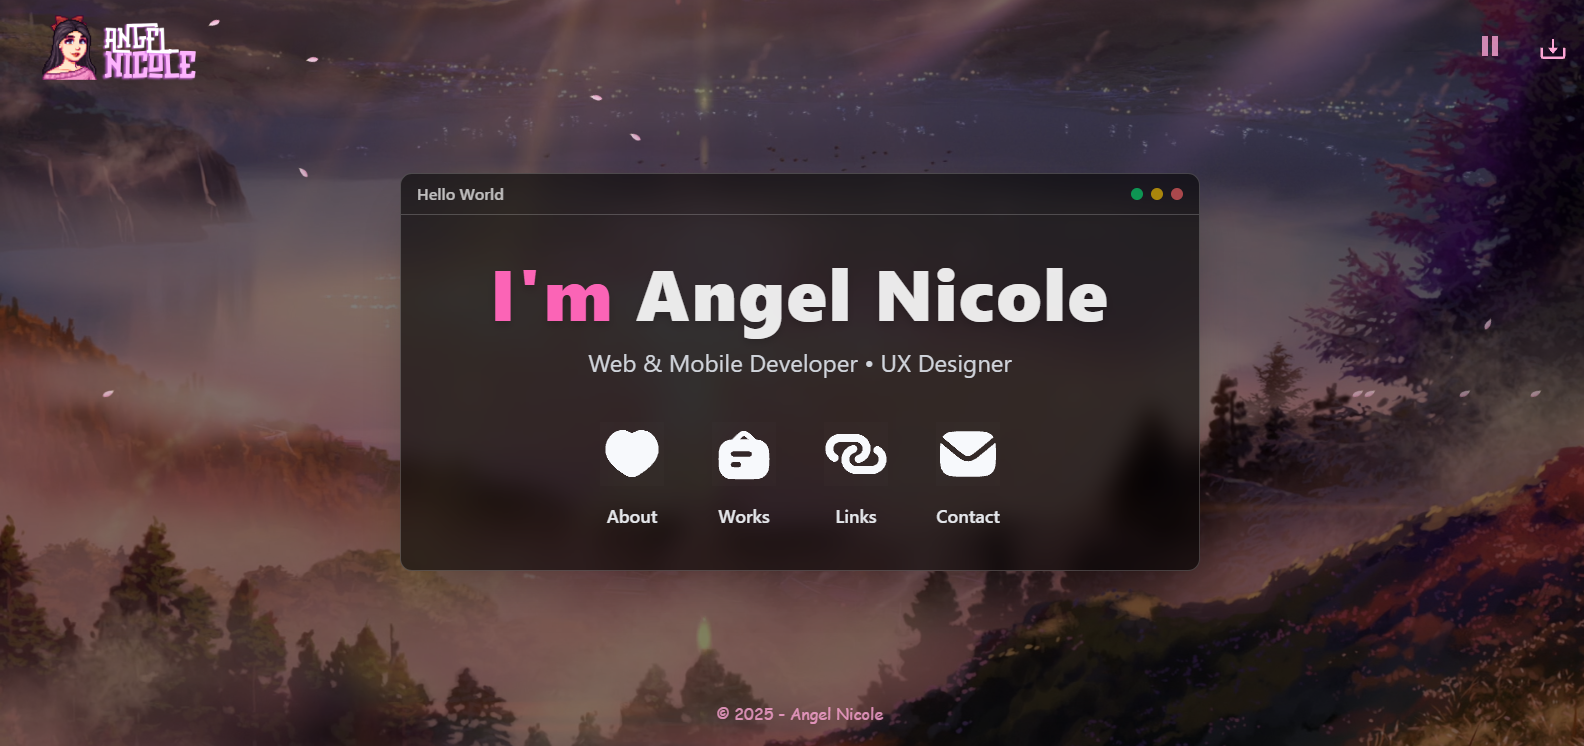 ANGEL
NICOLE
Hello World
I'm Angel Nicole
Web & Mobile Developer • UX Designer
About Works Links Contact
© 2025 - Angel Nicole